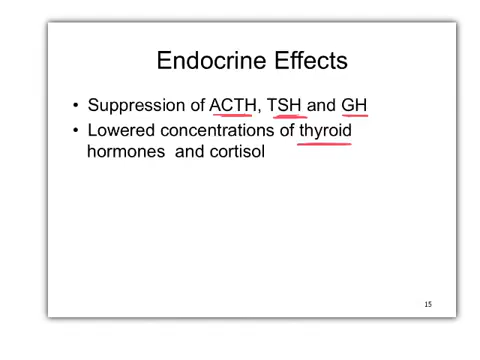 Endocrine Effects
• Suppression of ACTH, TSH and GH
• Lowered concentrations of thyroid
hormones and cortisol
15